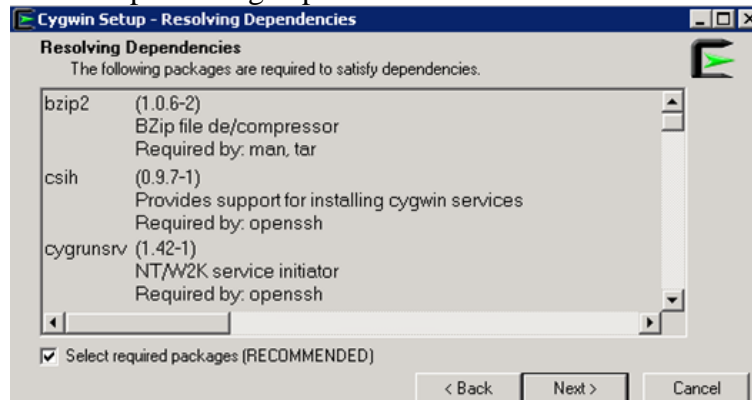 Cygwin Setup - Resolving Dependencies
Resolving Dependencies
The following packages are required to satisfy dependencies.
bzip2 (1.0.6-2)
BZip file de/compressor
Required by: man, tar
csih (0.9.7-1)
Provides support for installing cygwin services
Required by: openssh
cygrunsrv (1.42-1)
NT/W2K service initiator
Required by: openssh
Select required packages (RECOMMENDED)
< Back Next > Cancel